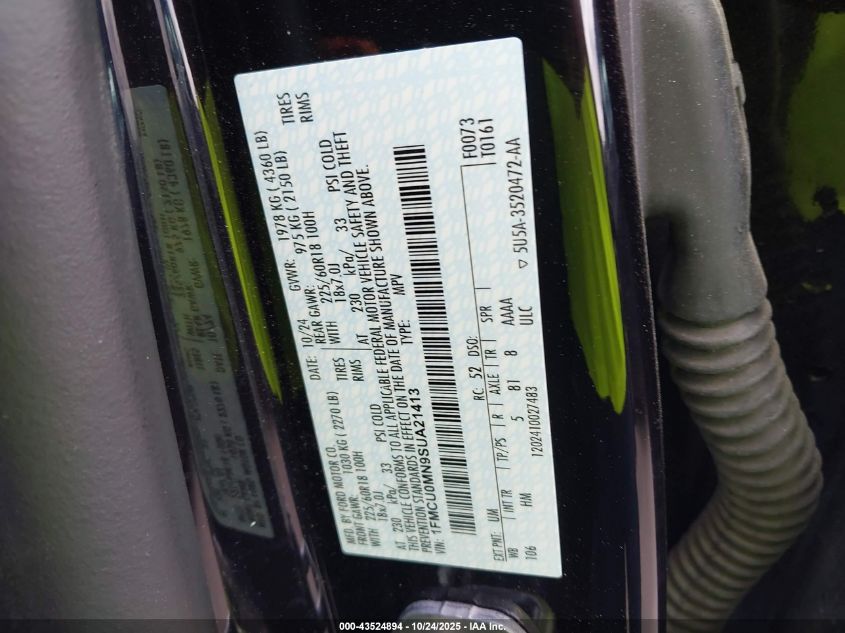 MFD. BY FORD MOTOR CO.
DATE: 10/24 GVWR: 1978 KG ( 4360 LB)
FRONT GAWR: 1030 KG ( 2270 LB) REAR GAWR: 975 KG ( 2150 LB)
WITH 225/60R18 100H TIRES WITH 225/60R18 100H TIRES
18x7.0J RIMS 18x7.0J RIMS
AT 230 kPa/ 33 PSI COLD AT 230 kPa/ 33 PSI COLD
THIS VEHICLE CONFORMS TO ALL APPLICABLE FEDERAL MOTOR VEHICLE SAFETY AND THEFT
PREVENTION STANDARDS IN EFFECT ON THE DATE OF MANUFACTURE SHOWN ABOVE.
VIN: 1FMCU0MN9SUA21413 TYPE: MPV
F0073
T0161
EXT PNT: UM RC: 52 DSO:
WB INT TR TP/PS R AXLE TR SPR
106 HM 5 81 8 AAAA
ULC
1202410027483
▽ 5U5A-3520472-AA
000-43524894 - 10/24/2025 - IAA Inc.